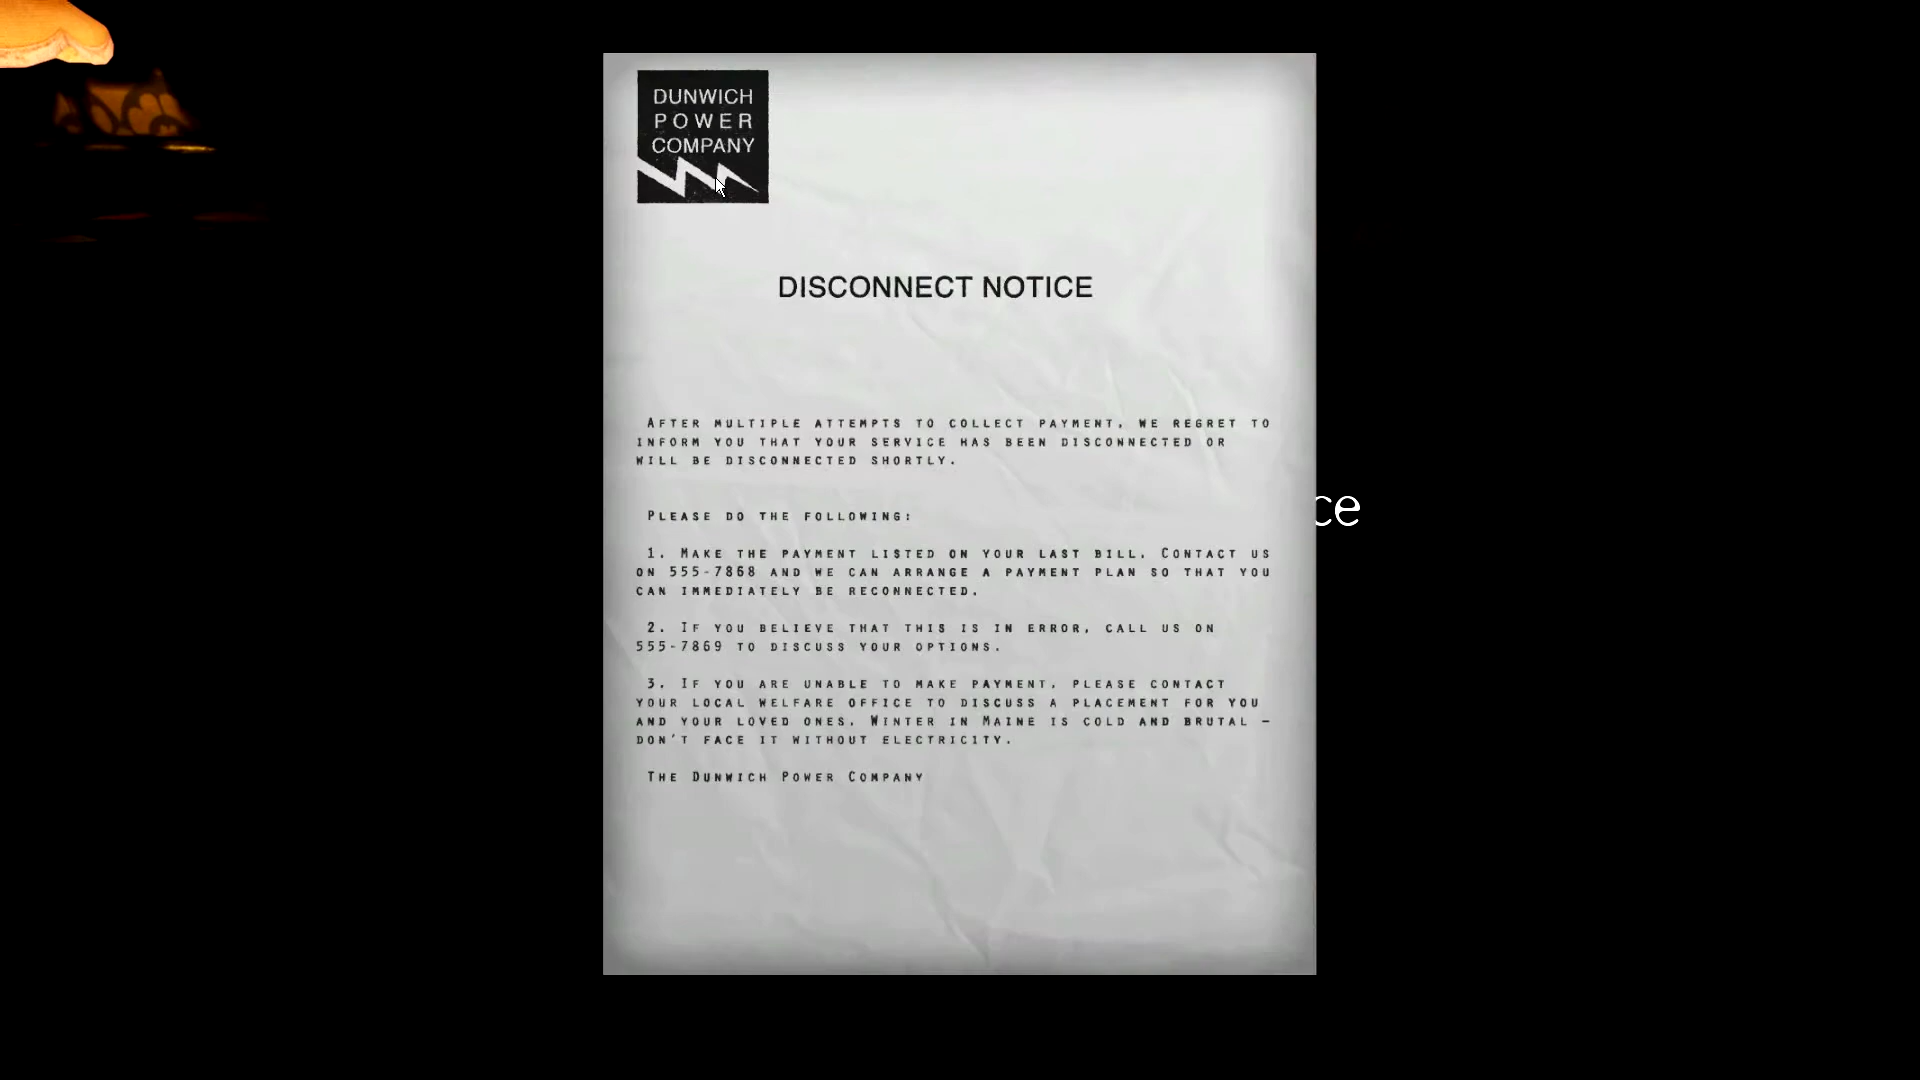 DUNWICH
POWER
COMPANY
DISCONNECT NOTICE
After multiple attempts to collect payment, we regret to
inform you that your service has been disconnected or
will be disconnected shortly.
Please do the following:
1. Make the payment listed on your last bill. Contact us
on 555-7868 and we can arrange a payment plan so that you
can immediately be reconnected.
2. If you believe that this is in error, call us on
555-7869 to discuss your options.
3. If you are unable to make payment, please contact
your local welfare office to discuss a placement for you
and your loved ones. Winter in Maine is cold and brutal –
don't face it without electricity.
The Dunwich Power Company